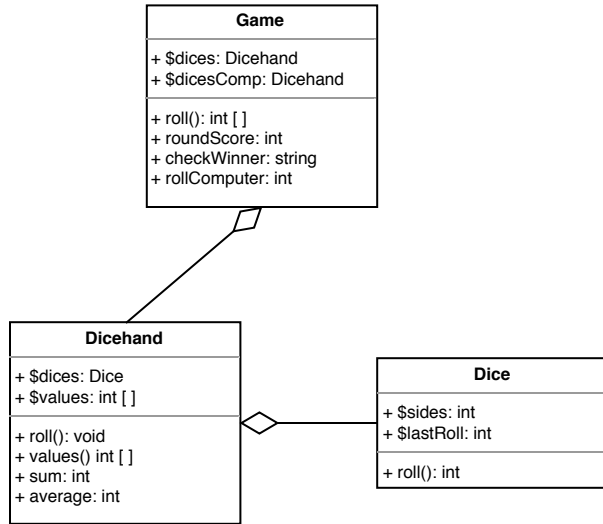 Game
+ $dices: Dicehand
+ $dicesComp: Dicehand
+ roll(): int [ ]
+ roundScore: int
+ checkWinner: string
+ rollComputer: int
Dicehand
+ $dices: Dice
+ $values: int [ ]
+ roll(): void
+ values() int [ ]
+ sum: int
+ average: int
Dice
+ $sides: int
+ $lastRoll: int
+ roll(): int